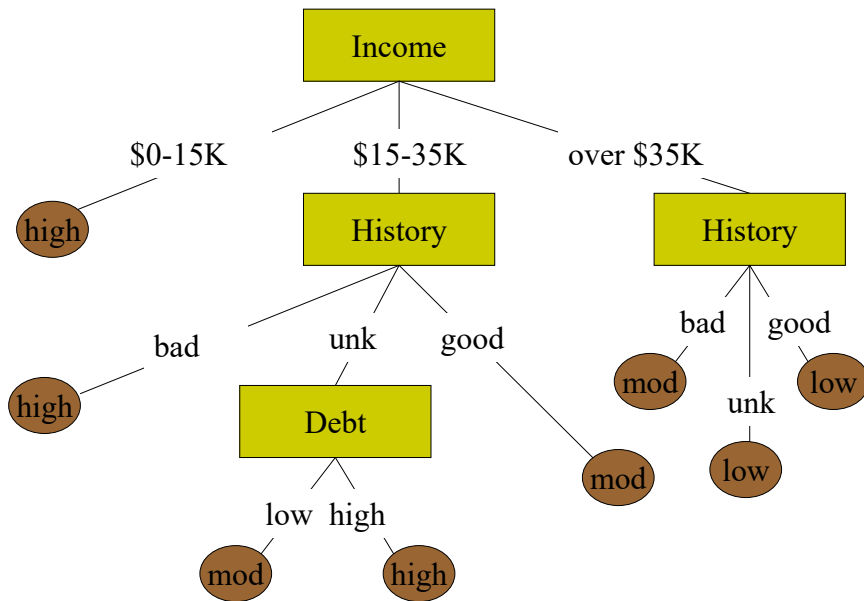 Income
$0-15K $15-35K over $35K
high History History
bad unk good bad good
mod low
high Debt unk
mod low
low high
mod high